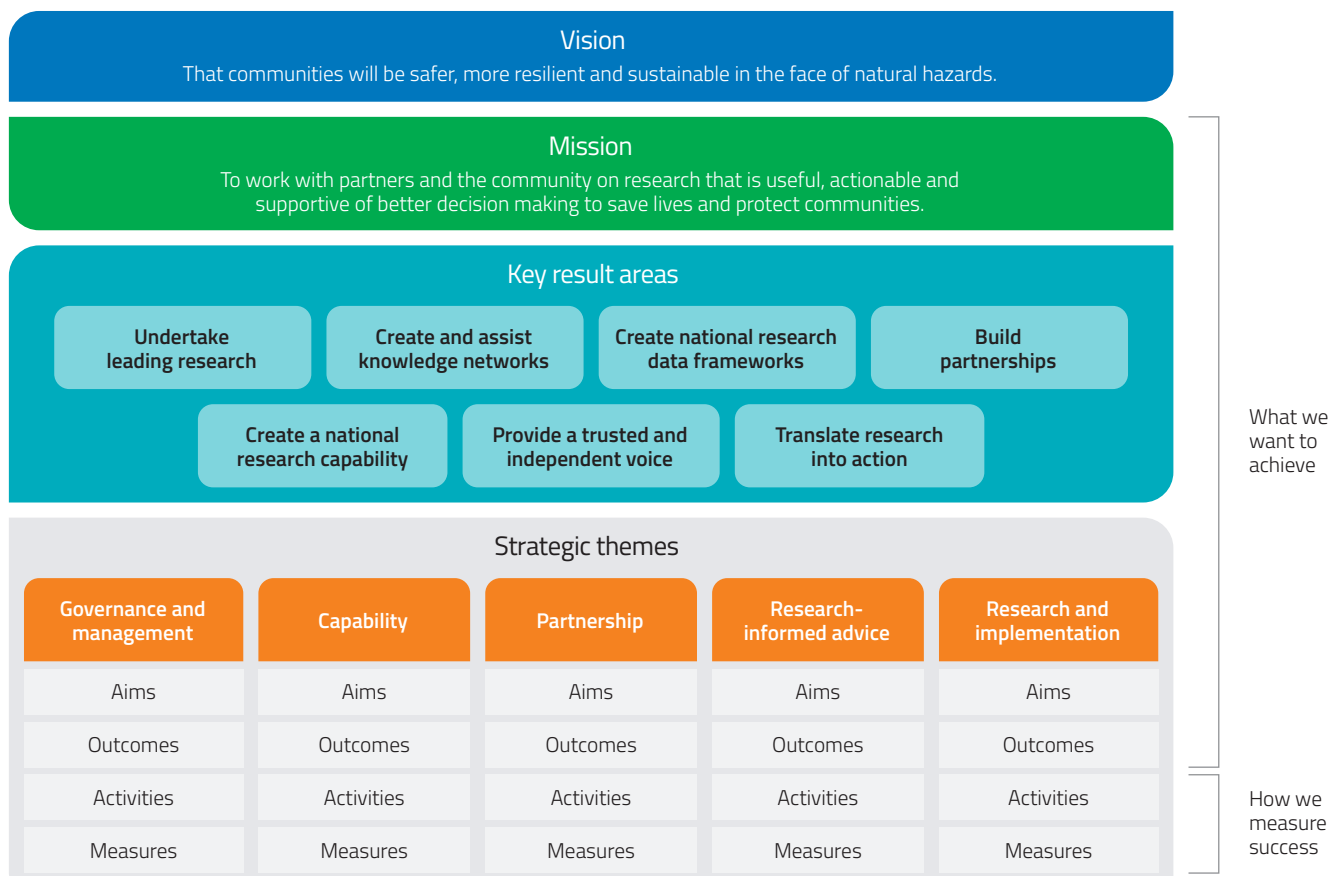 Vision
That communities will be safer, more resilient and sustainable in the face of natural hazards.
Mission
To work with partners and the community on research that is useful, actionable and
supportive of better decision making to save lives and protect communities.
Key result areas
Undertake
leading research
Create and assist
knowledge networks
Create national research
data frameworks
Build
partnerships
Create a national
research capability
Provide a trusted and
independent voice
Translate research
into action
What we
want to
achieve
Strategic themes
Governance and
management
Capability
Partnership
Research-
informed advice
Research and
implementation
Aims
Aims
Aims
Aims
Aims
Outcomes
Outcomes
Outcomes
Outcomes
Outcomes
Activities
Activities
Activities
Activities
Activities
Measures
Measures
Measures
Measures
Measures
How we
measure
success